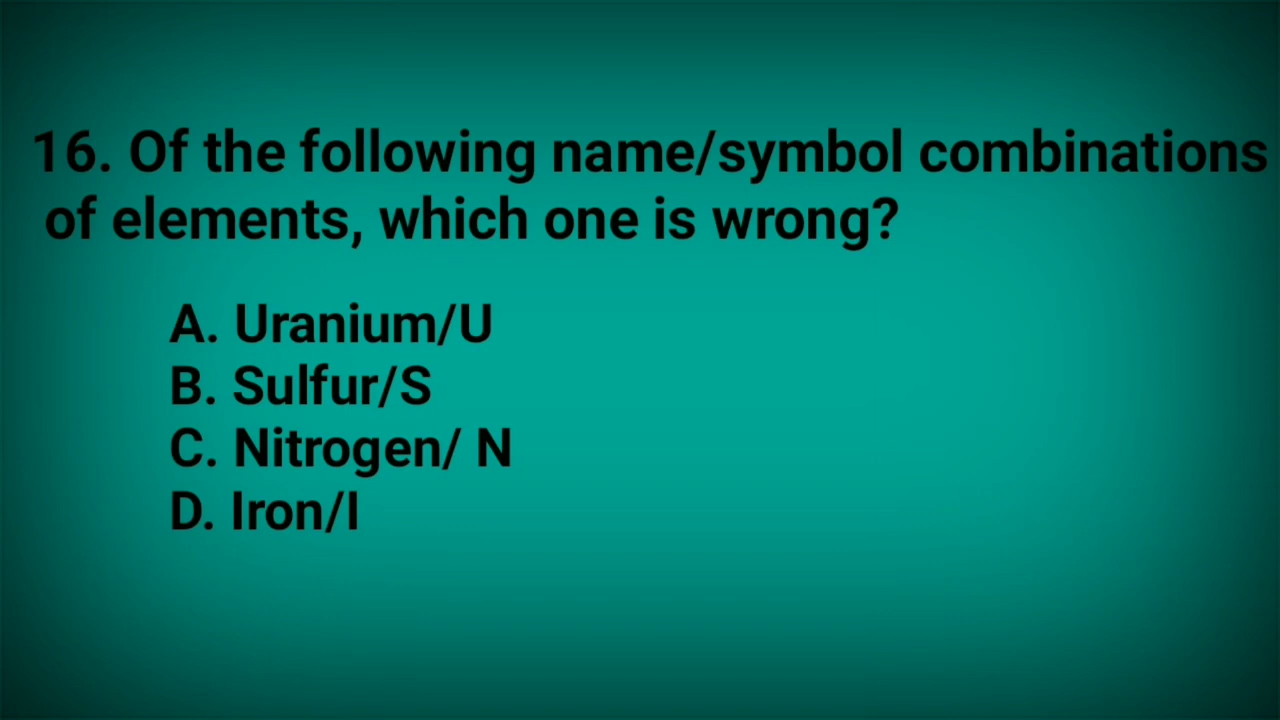 16. Of the following name/symbol combinations
of elements, which one is wrong?
A. Uranium/U
B. Sulfur/S
C. Nitrogen/ N
D. Iron/I